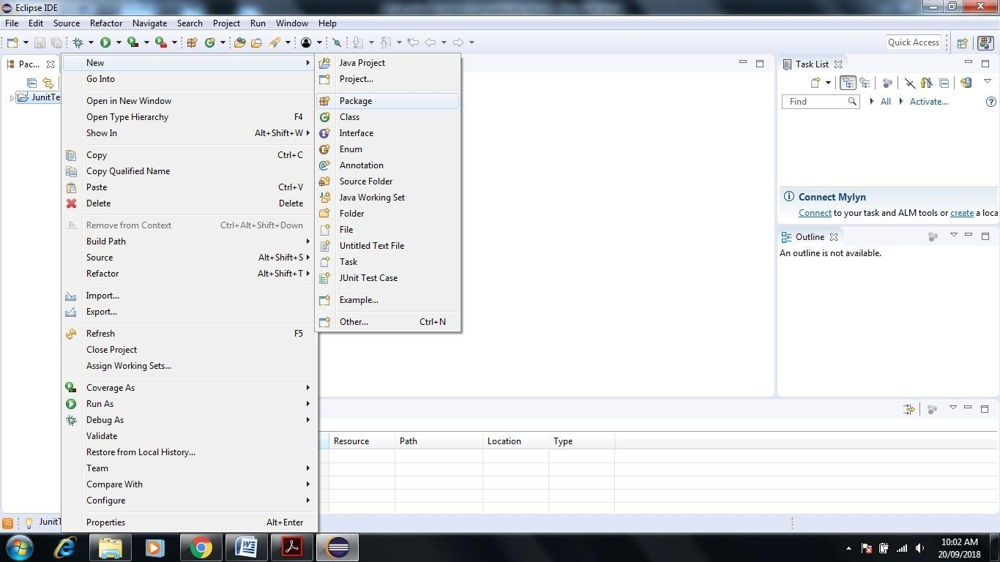 Eclipse IDE
File Edit Source Refactor Navigate Search Project Run Window Help
Quick Access
Pac...
JunitTe
New
Go Into
Open in New Window
Open Type Hierarchy F4
Show In Alt+Shift+W
Copy Ctrl+C
Copy Qualified Name
Paste Ctrl+V
Delete Delete
Remove from Context Ctrl+Alt+Shift+Down
Build Path
Source Alt+Shift+S
Refactor Alt+Shift+T
Import...
Export...
Refresh F5
Close Project
Assign Working Sets...
Coverage As
Run As
Debug As
Validate
Restore from Local History...
Team
Compare With
Configure
Properties Alt+Enter
Java Project
Project...
Package
Class
Interface
Enum
Annotation
Source Folder
Java Working Set
Folder
File
Untitled Text File
Task
JUnit Test Case
Example...
Other... Ctrl+N
Task List
Find All Activate...
Connect Mylyn
Connect to your task and ALM tools or create a loca
Outline
An outline is not available.
Resource Path Location Type
JunitT
10:02 AM
20/09/2018